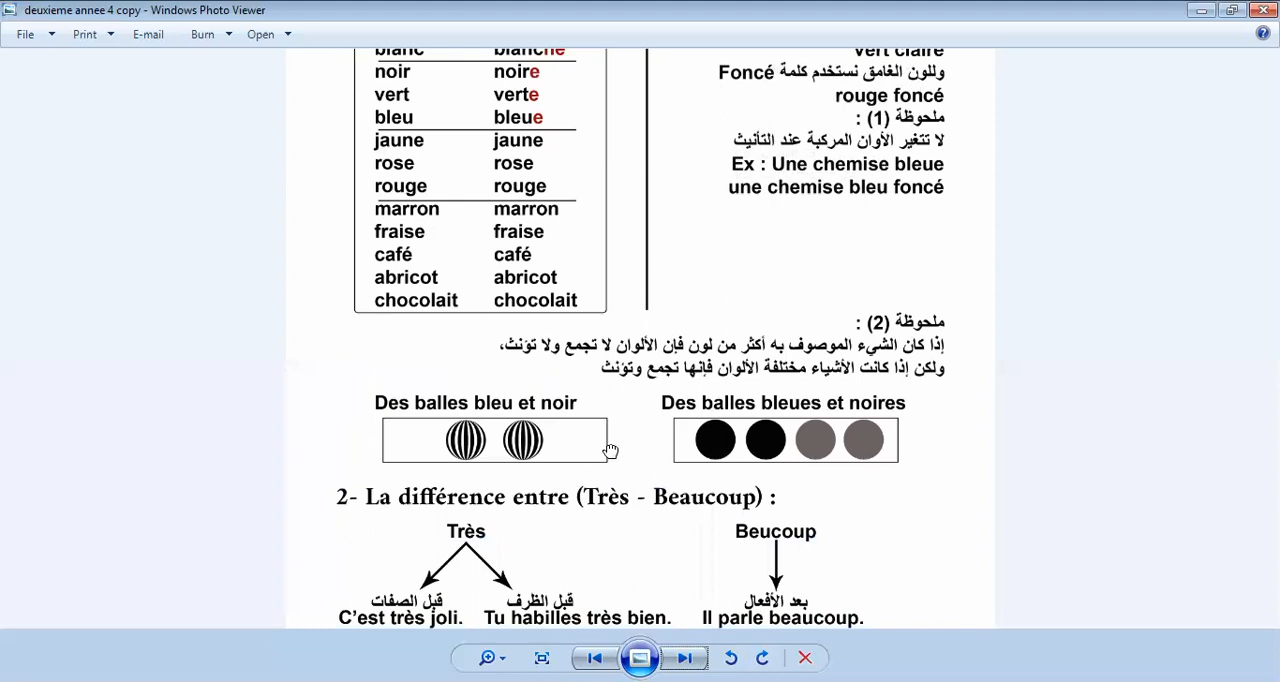 deuxieme annee 4 copy - Windows Photo Viewer
File Print E-mail Burn Open
blanc blanche
noir noire
vert verte
bleu bleue
jaune jaune
rose rose
rouge rouge
marron marron
fraise fraise
café café
abricot abricot
chocolait chocolait
vert claire
وللون الغامق نستخدم كلمة Foncé
rouge foncé
ملحوظة (1) :
لا تتغير الأوان المركبة عند التأنيث
Ex : Une chemise bleue
une chemise bleu foncé
ملحوظة (2) :
إذا كان الشيء الموصوف به أكثر من لون فإن الألوان لا تجمع ولا تؤنث،
ولكن إذا كانت الأشياء مختلفة الألوان فإنها تجمع وتؤنث
Des balles bleu et noir
Des balles bleues et noires
2- La différence entre (Très - Beaucoup) :
Très
Beucoup
قبل الصفات
قبل الظرف
بعد الأفعال
C'est très joli.
Tu habilles très bien.
Il parle beaucoup.